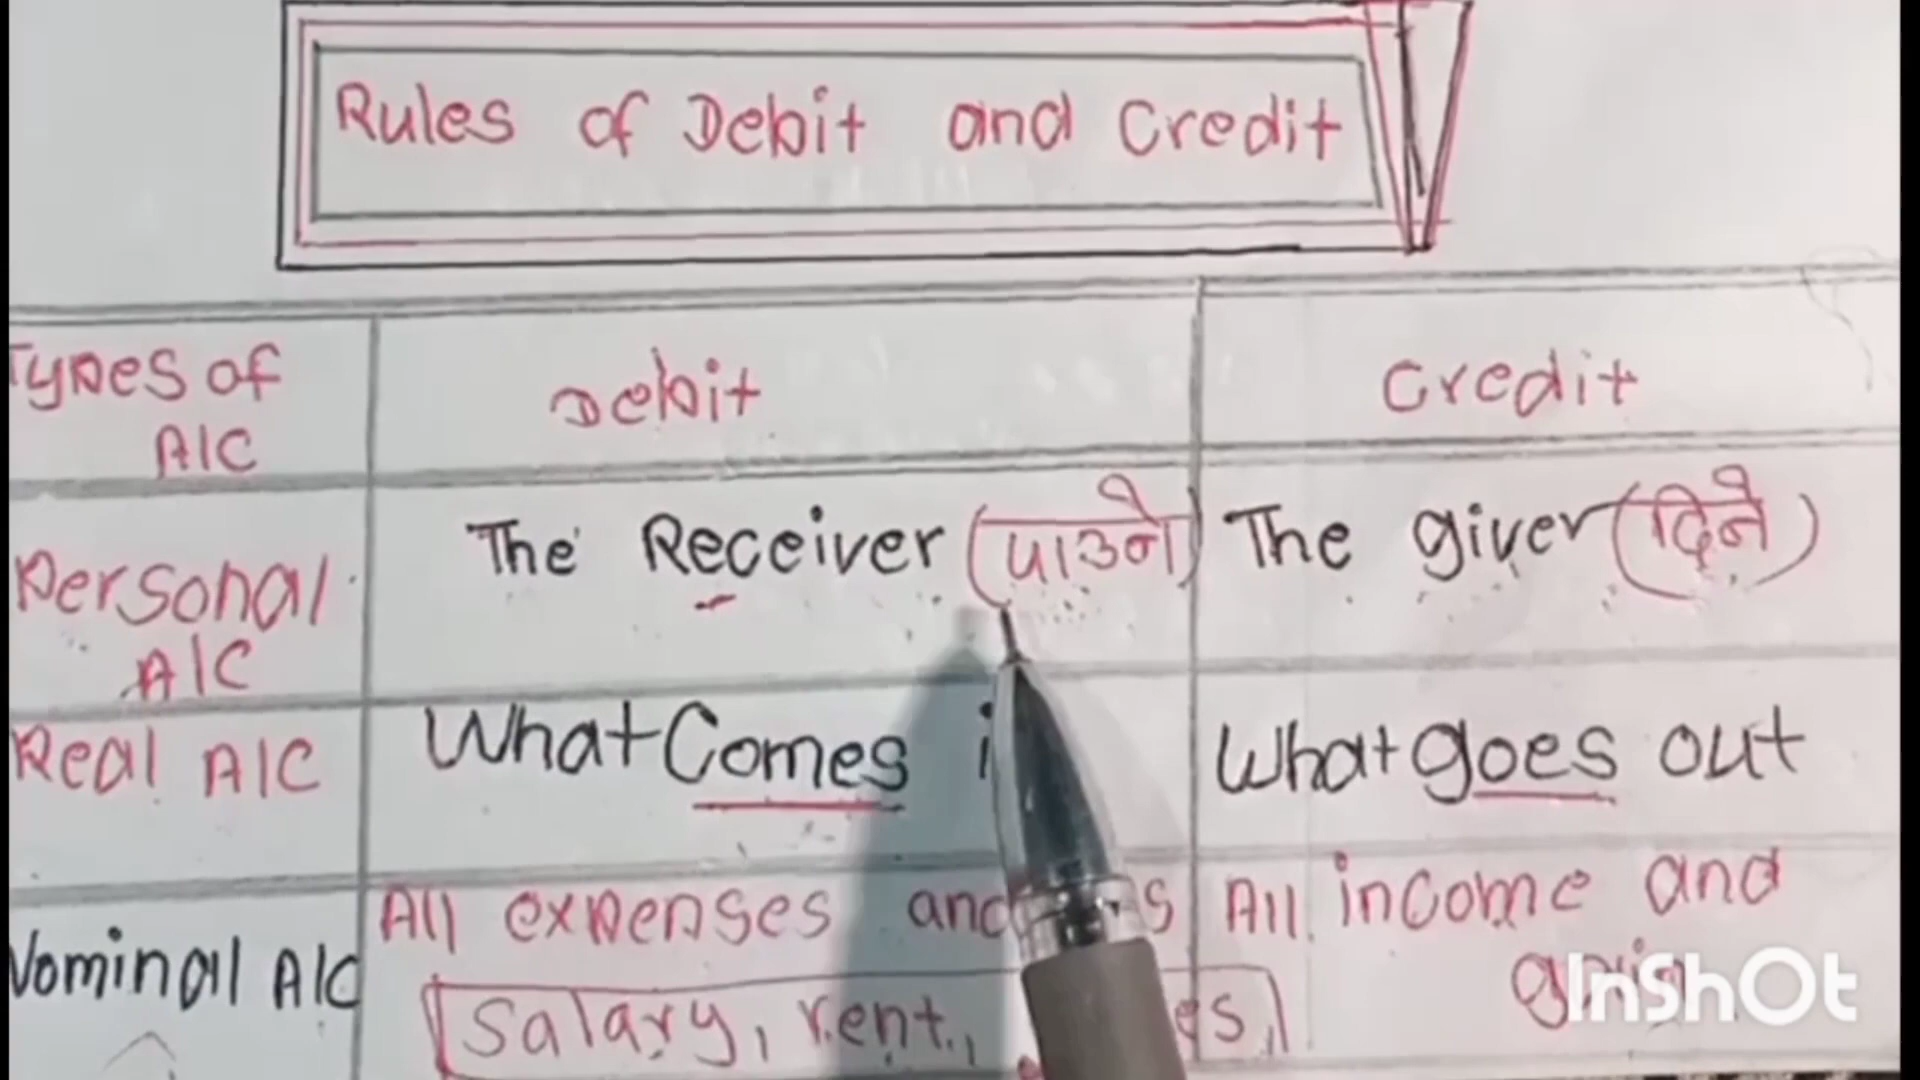 Rules of Debit and Credit
Types of A/C
Debit
Credit
Personal A/C
The Receiver (पाउने)
The giver (दिने)
Real A/C
What Comes
What goes out
Nominal A/C
All expenses and
All income and gain
Salary, rent,
InShOt